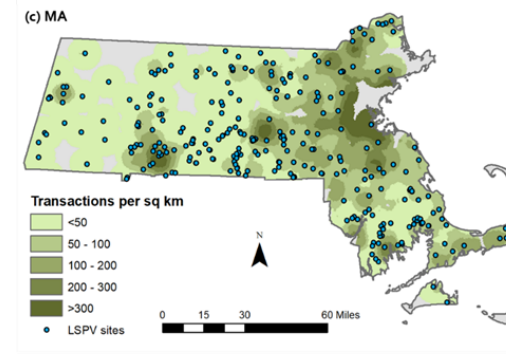 (c) MA
Transactions per sq km
<50
50 - 100
100 - 200
200 - 300
>300
LSPV sites
N
0 15 30 60 Miles